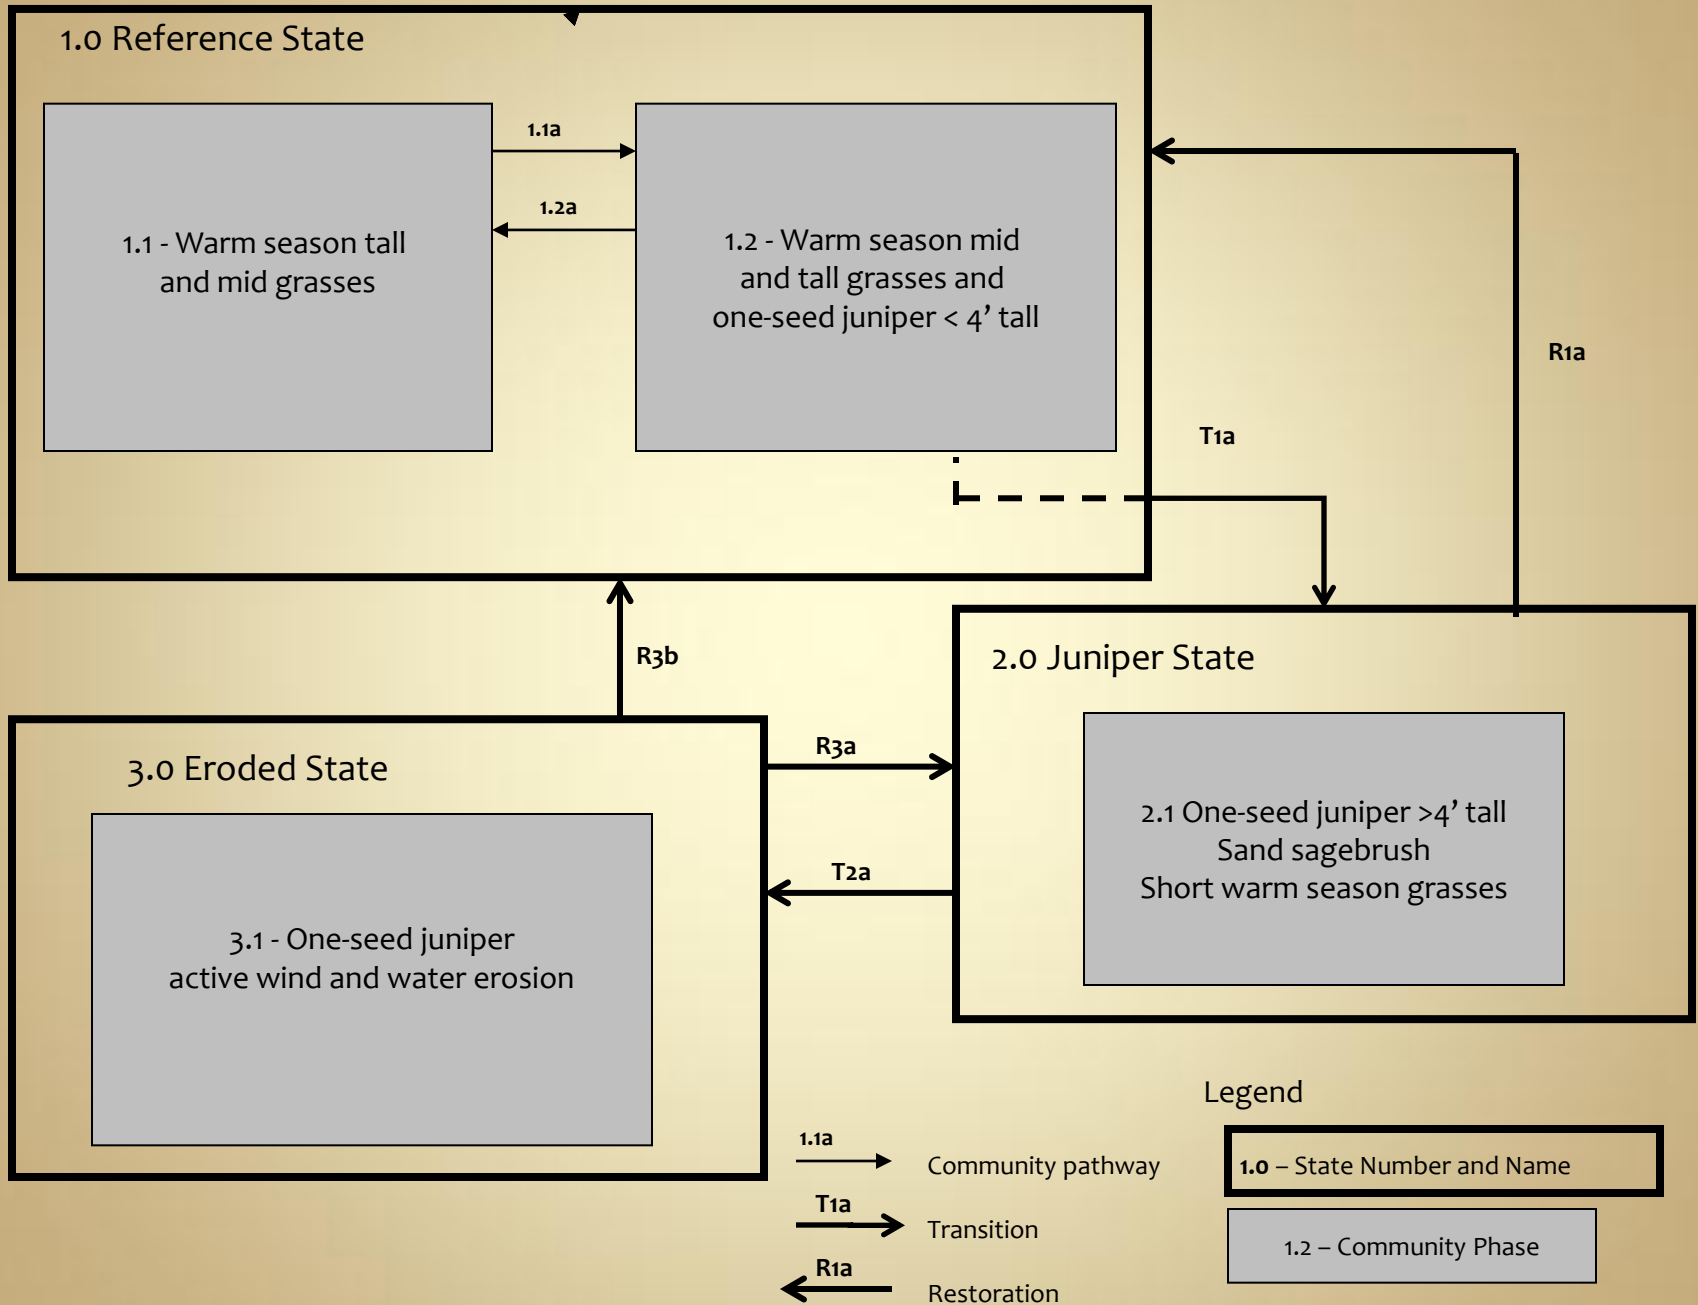 1.0 Reference State
1.1a
1.2a
1.1 - Warm season tall
and mid grasses
1.2 - Warm season mid
and tall grasses and
one-seed juniper < 4’ tall
R1a
T1a
R3b
2.0 Juniper State
3.0 Eroded State
R3a
T2a
2.1 One-seed juniper >4’ tall
Sand sagebrush
Short warm season grasses
3.1 - One-seed juniper
active wind and water erosion
Legend
1.1a
Community pathway
T1a
Transition
R1a
Restoration
1.0 – State Number and Name
1.2 – Community Phase